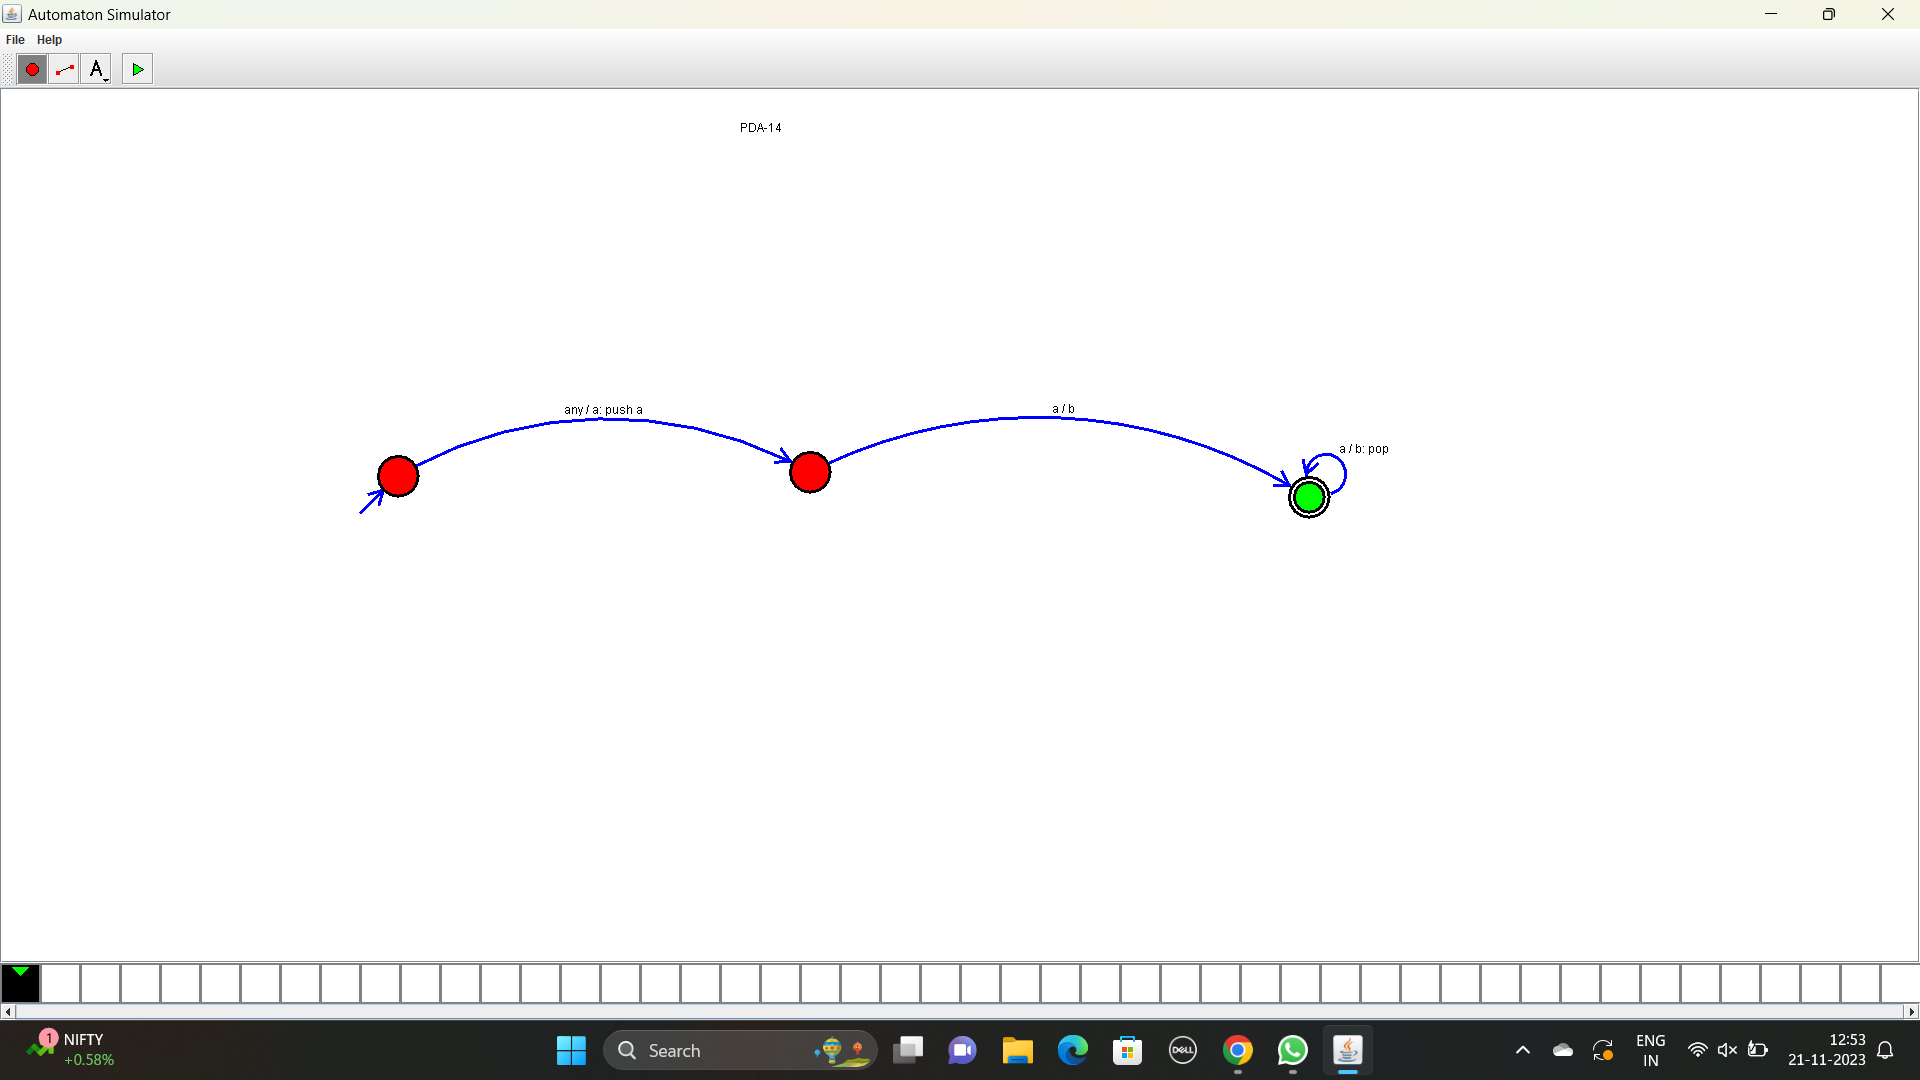 Automaton Simulator
File Help
A
PDA-14
any / a: push a
a / b
a / b: pop
1
NIFTY
+0.58%
Search
DELL
ENG
IN
12:53
21-11-2023